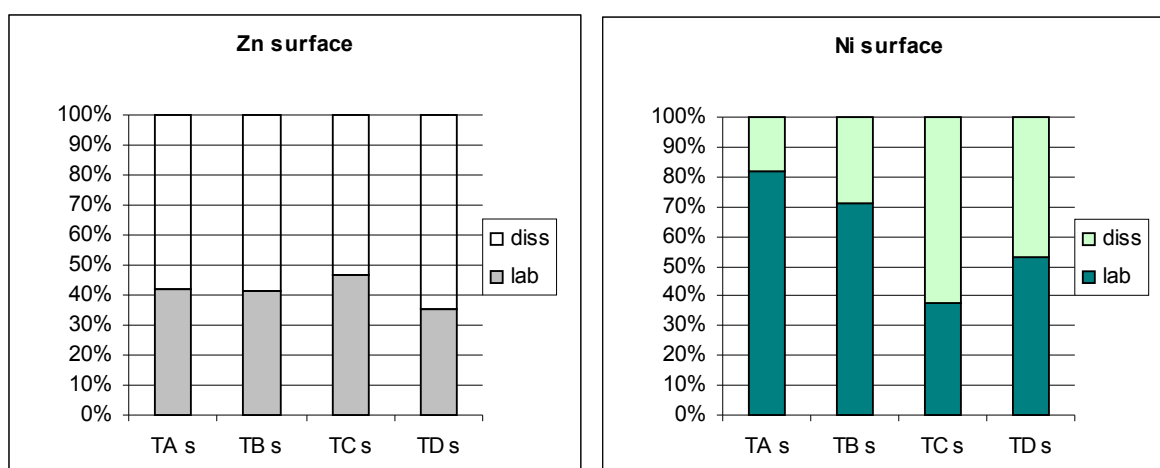 Zn surface
100%
90%
80%
70%
60%
50%
40%
30%
20%
10%
0%
TA s TB s TC s TD s
diss
lab
Ni surface
100%
90%
80%
70%
60%
50%
40%
30%
20%
10%
0%
TA s TB s TC s TD s
diss
lab